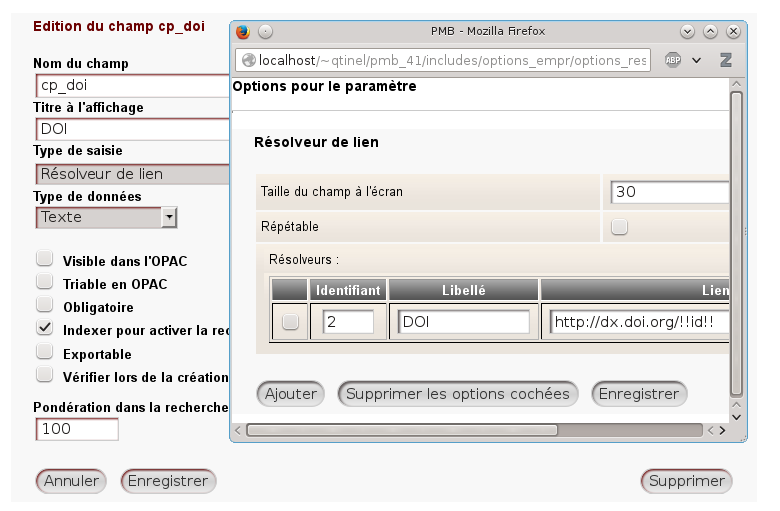 Edition du champ cp_doi
Nom du champ
cp_doi
Titre à l'affichage
DOI
Type de saisie
Résolveur de lien
Type de données
Texte
Visible dans l'OPAC
Triable en OPAC
Obligatoire
Indexer pour activer la rec
Exportable
Vérifier lors de la création
Pondération dans la recherche
100
Annuler
Enregistrer
Supprimer
PMB - Mozilla Firefox
localhost/~qtinel/pmb_41/includes/options_empr/options_res
ABP
Z
Options pour le paramètre
Résolveur de lien
Taille du champ à l'écran
30
Répétable
Résolveurs :
Identifiant Libellé Lien
2 DOI http://dx.doi.org/!!id!!
Ajouter
Supprimer les options cochées
Enregistrer